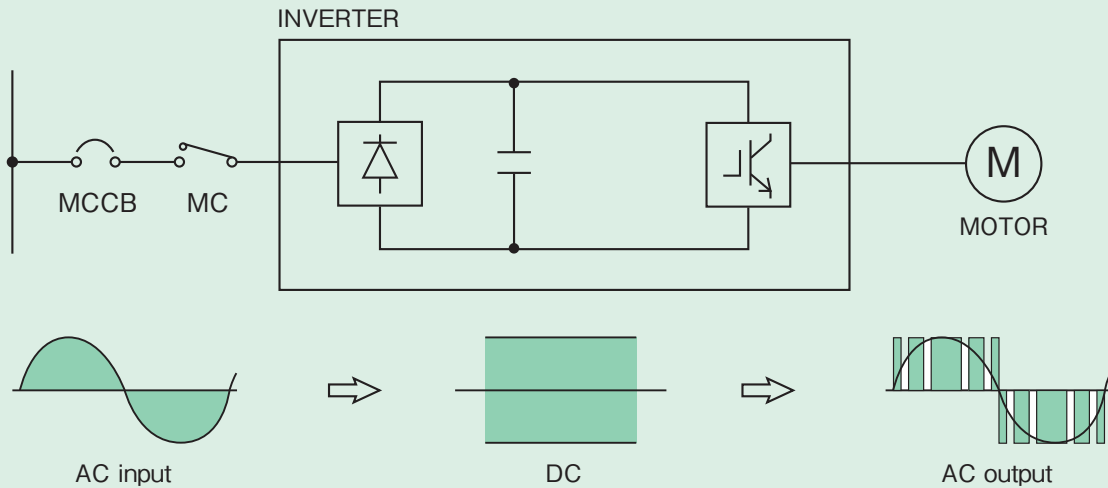 INVERTER
MCCB
MC
M
MOTOR
AC input
DC
AC output